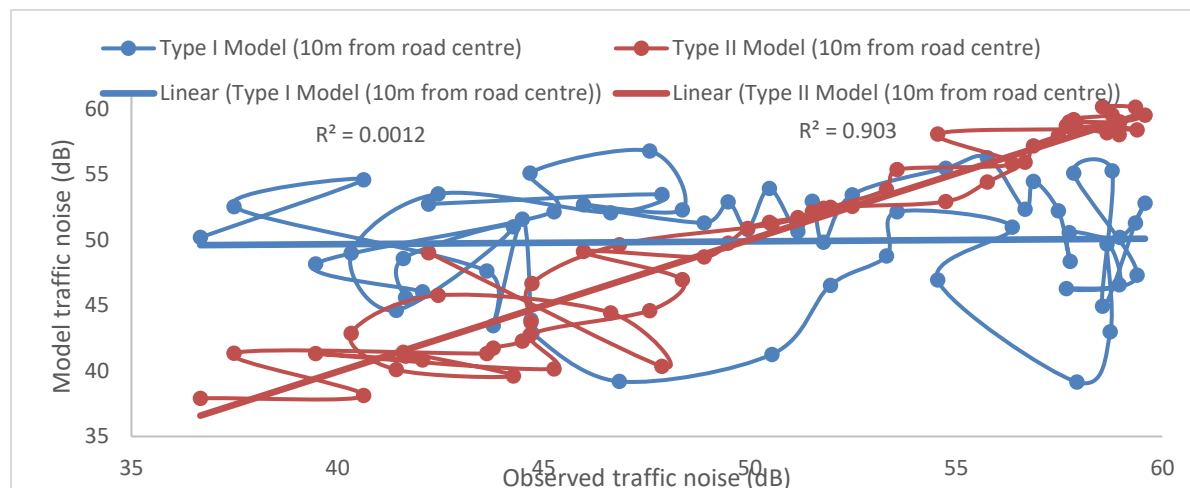 Type I Model (10m from road centre) Type II Model (10m from road centre)
Linear (Type I Model (10m from road centre)) Linear (Type II Model (10m from road centre))
R² = 0.0012 R² = 0.903
Model traffic noise (dB)
60
55
50
45
40
35
35 40 45 50 55 60
Observed traffic noise (dB)